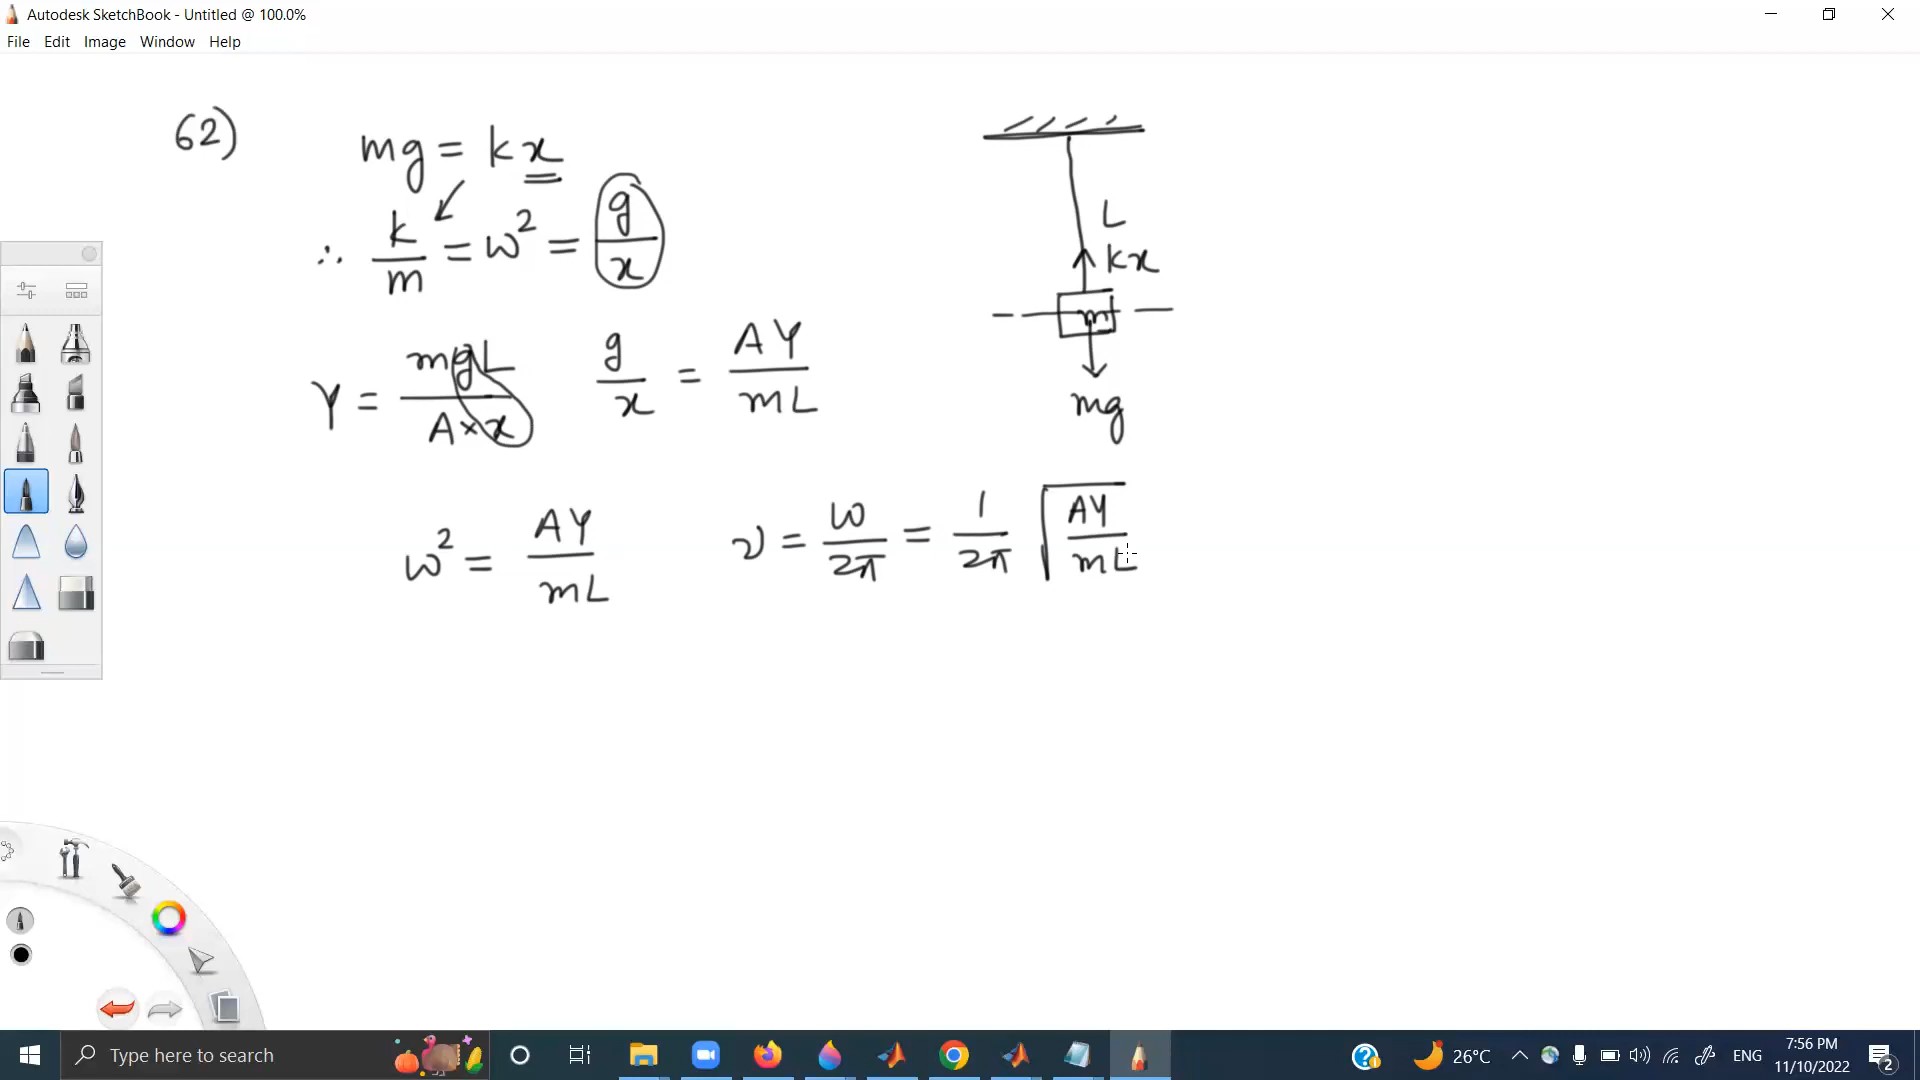 Autodesk SketchBook - Untitled @ 100.0%
File Edit Image Window Help
62)
mg = kx
∴ k/m = ω² = g/x
Y = mgL/A×x
g/x = AY/mL
ω² = AY/mL
ν = ω/2π = 1/2π √AY/mL
L
kx
m
mg
Type here to search
26°C
ENG
7:56 PM
11/10/2022
2